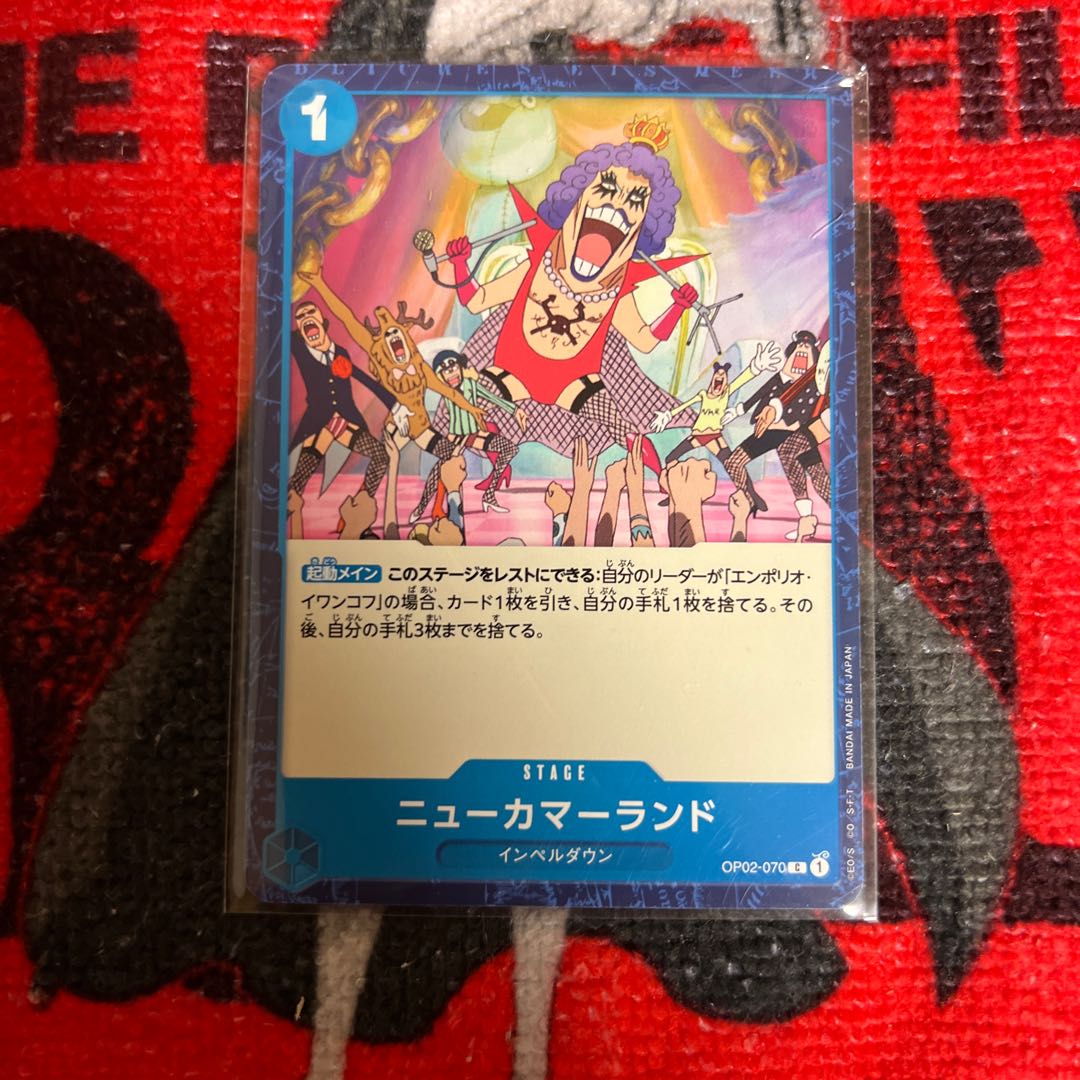 1
起動メイン このステージをレストにできる:自分のリーダーが「エンポリオ・
イワンコフ」の場合、カード1枚を引き、自分の手札1枚を捨てる。その
後、自分の手札3枚までを捨てる。
STAGE
ニューカマーランド
インペルダウン
OP02-070 C 1
©EO/S ©O/S・F・T BANDAI MADE IN JAPAN